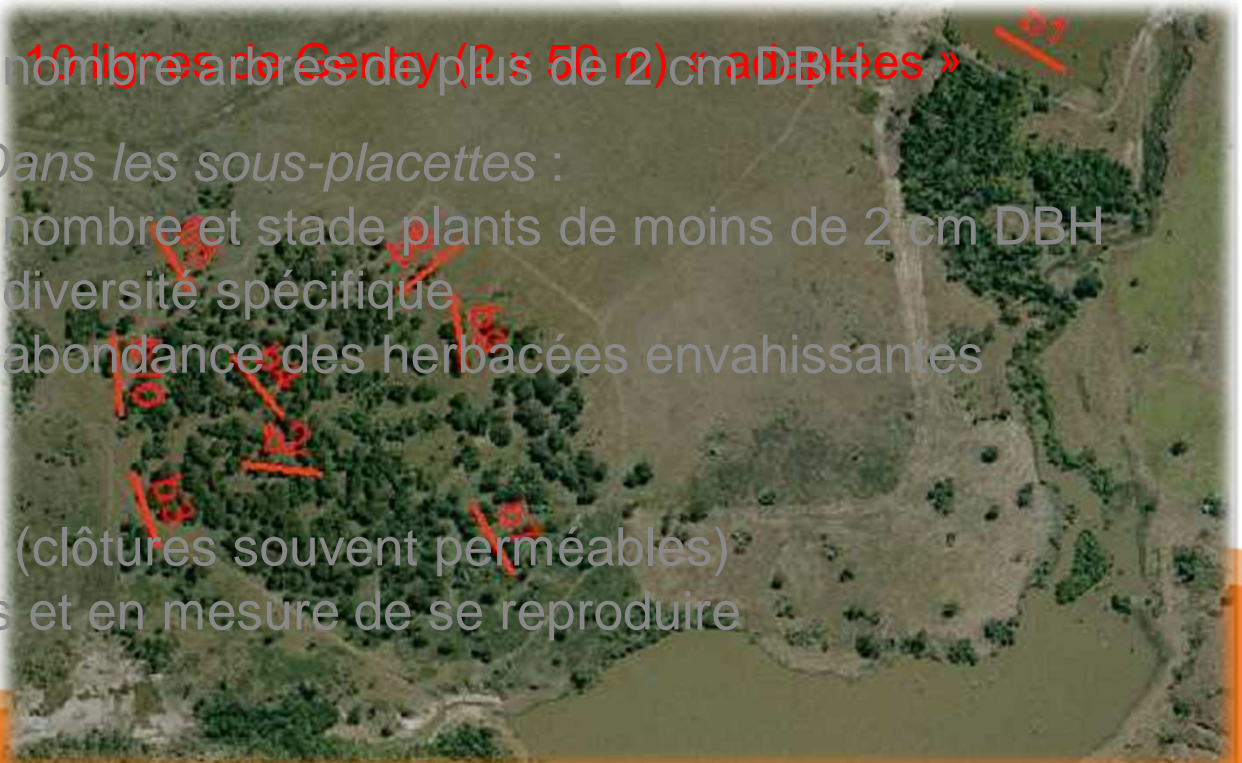 10 lignes de Gentry (2 x 50 m) « adaptées »
nombre arbres de plus de 2 cm DBH
Dans les sous-placettes :
nombre et stade plants de moins de 2 cm DBH
diversité spécifique
abondance des herbacées envahissantes
(clôtures souvent perméables)
s et en mesure de se reproduire